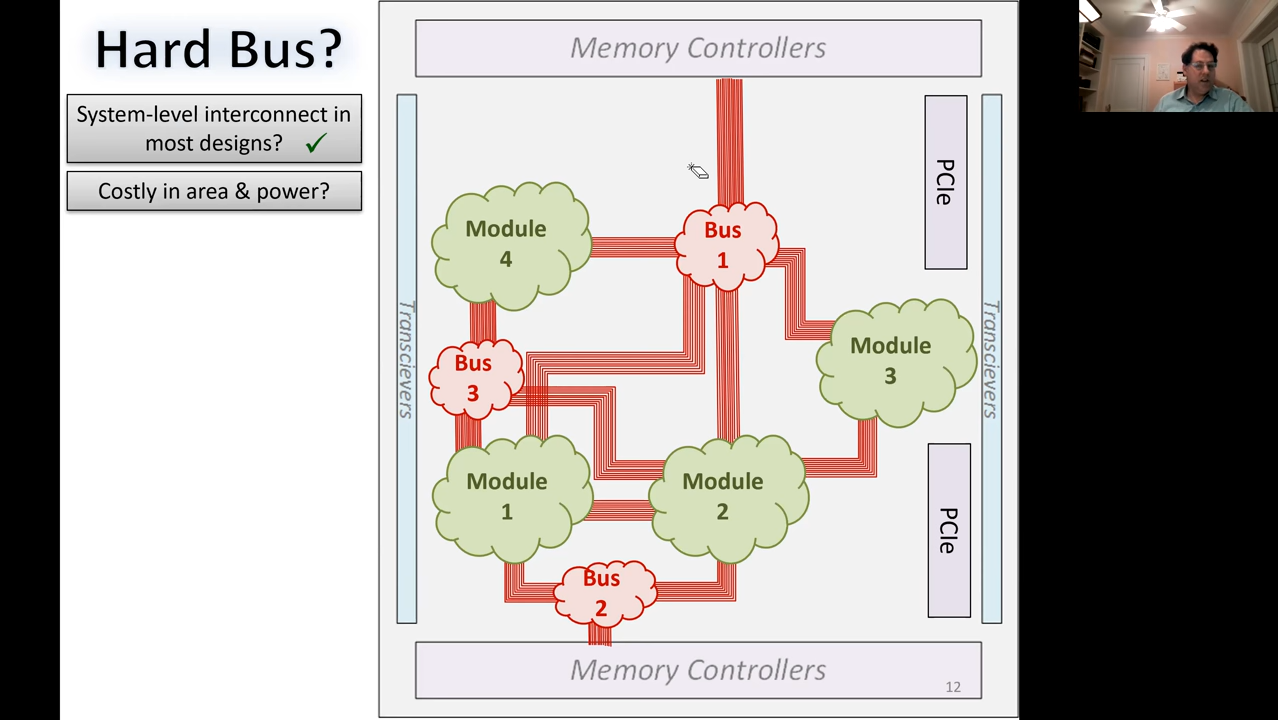 Hard Bus?
System-level interconnect in
most designs? ✓
Costly in area & power?
Memory Controllers
Transcievers
PCIe
Transcievers
Module
4
Bus
1
Module
3
Bus
3
Module
1
Module
2
PCIe
Bus
2
Memory Controllers
12